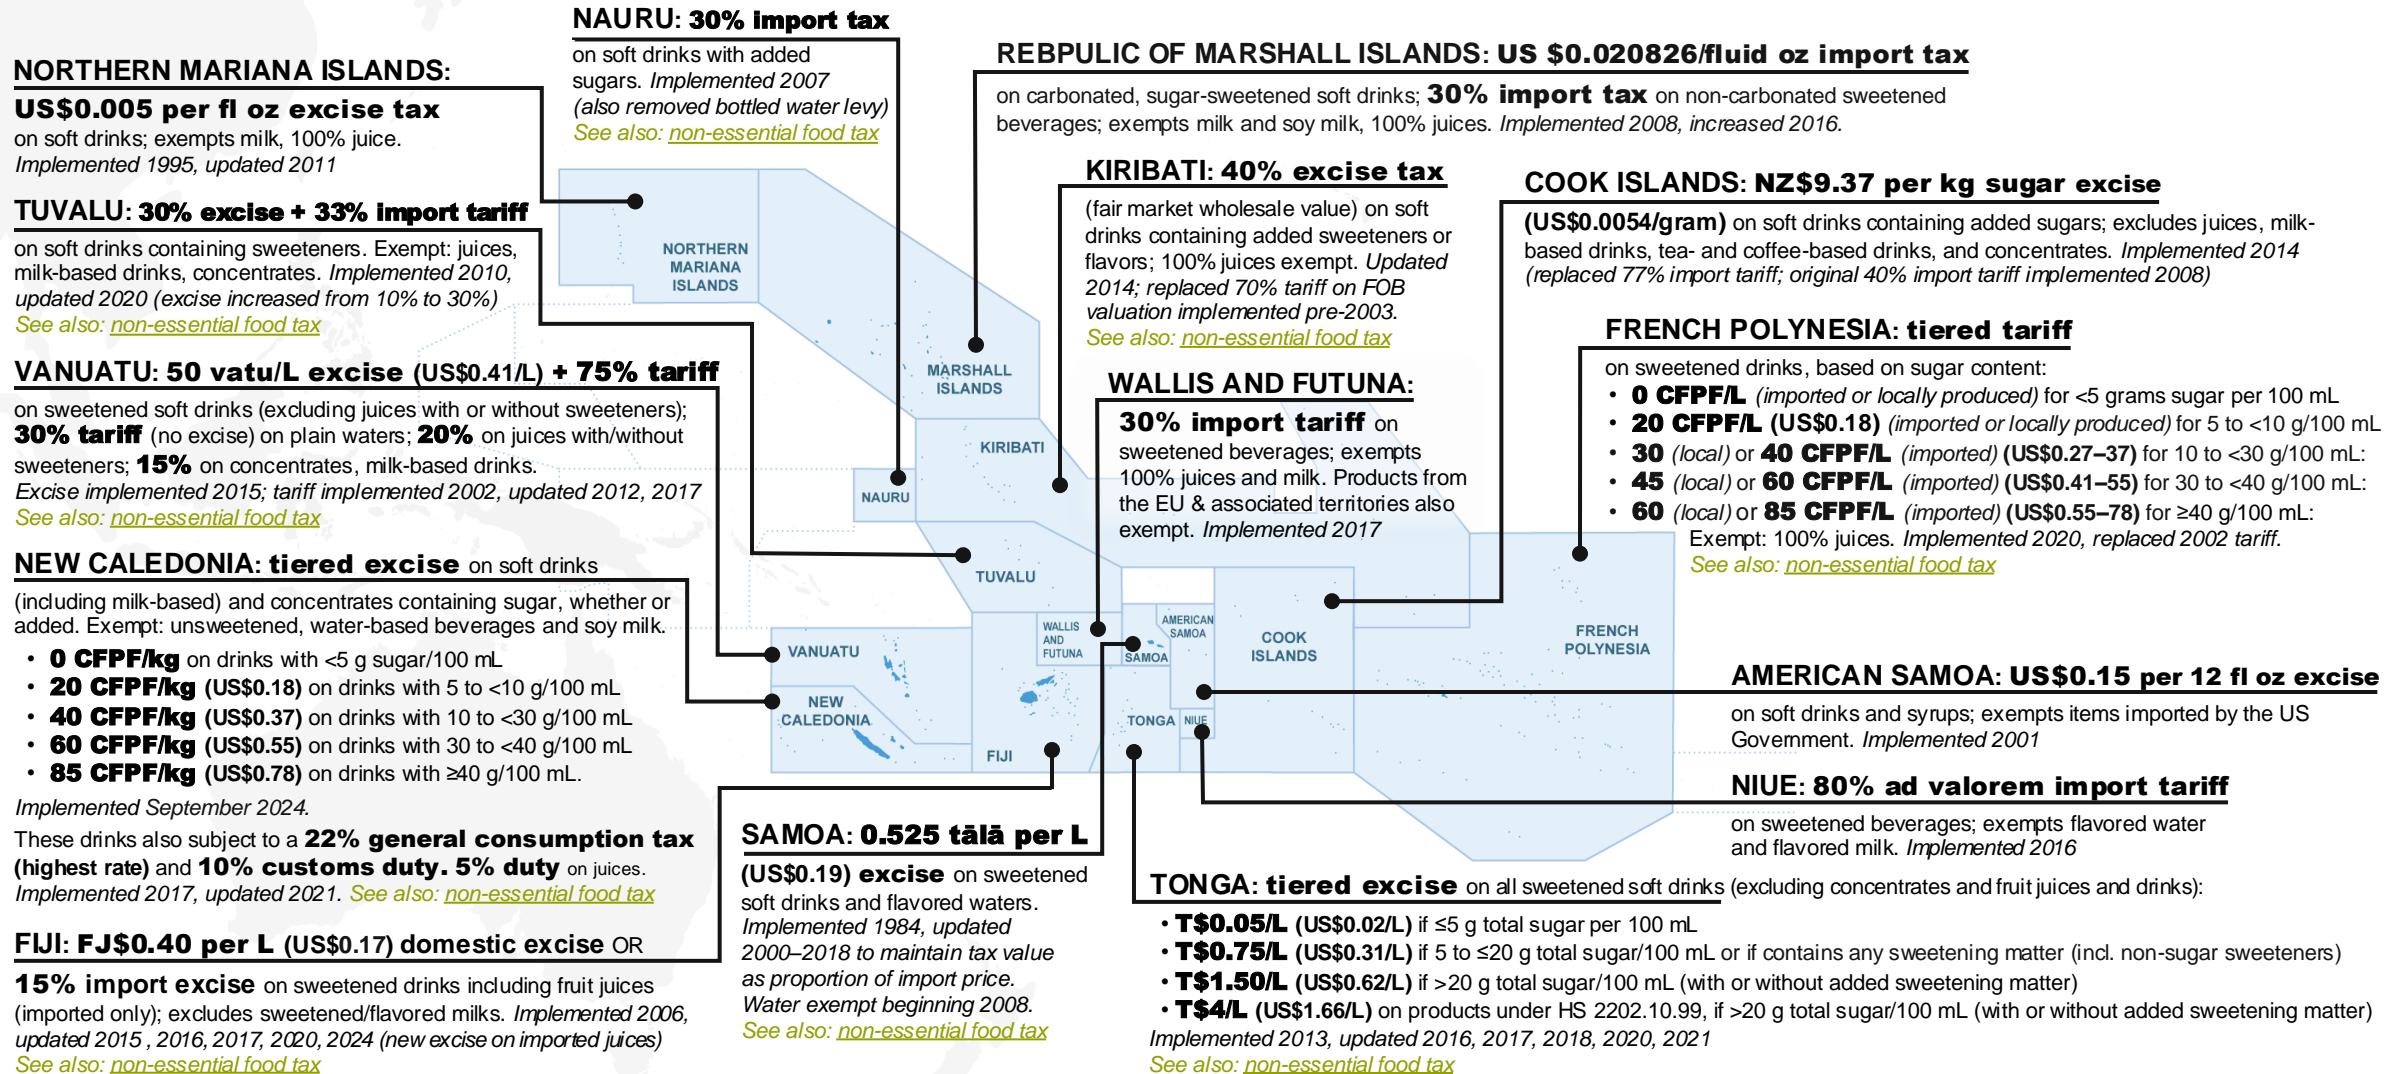 NAURU: 30% import tax
on soft drinks with added
sugars. Implemented 2007
(also removed bottled water levy)
See also: non-essential food tax
REBPULIC OF MARSHALL ISLANDS: US $0.020826/fluid oz import tax
on carbonated, sugar-sweetened soft drinks; 30% import tax on non-carbonated sweetened
beverages; exempts milk and soy milk, 100% juices. Implemented 2008, increased 2016.
NORTHERN MARIANA ISLANDS:
US$0.005 per fl oz excise tax
on soft drinks; exempts milk, 100% juice.
Implemented 1995, updated 2011
KIRIBATI: 40% excise tax
(fair market wholesale value) on soft
drinks containing added sweeteners or
flavors; 100% juices exempt. Updated
2014; replaced 70% tariff on FOB
valuation implemented pre-2003.
See also: non-essential food tax
COOK ISLANDS: NZ$9.37 per kg sugar excise
(US$0.0054/gram) on soft drinks containing added sugars; excludes juices, milk-
based drinks, tea- and coffee-based drinks, and concentrates. Implemented 2014
(replaced 77% import tariff; original 40% import tariff implemented 2008)
TUVALU: 30% excise + 33% import tariff
on soft drinks containing sweeteners. Exempt: juices,
milk-based drinks, concentrates. Implemented 2010,
updated 2020 (excise increased from 10% to 30%)
See also: non-essential food tax
FRENCH POLYNESIA: tiered tariff
on sweetened drinks, based on sugar content:
• 0 CFPF/L (imported or locally produced) for <5 grams sugar per 100 mL
• 20 CFPF/L (US$0.18) (imported or locally produced) for 5 to <10 g/100 mL
• 30 (local) or 40 CFPF/L (imported) (US$0.27–37) for 10 to <30 g/100 mL:
• 45 (local) or 60 CFPF/L (imported) (US$0.41–55) for 30 to <40 g/100 mL:
• 60 (local) or 85 CFPF/L (imported) (US$0.55–78) for ≥40 g/100 mL:
Exempt: 100% juices. Implemented 2020, replaced 2002 tariff.
See also: non-essential food tax
VANUATU: 50 vatu/L excise (US$0.41/L) + 75% tariff
on sweetened soft drinks (excluding juices with or without sweeteners);
30% tariff (no excise) on plain waters; 20% on juices with/without
sweeteners; 15% on concentrates, milk-based drinks.
Excise implemented 2015; tariff implemented 2002, updated 2012, 2017
See also: non-essential food tax
WALLIS AND FUTUNA:
30% import tariff on
sweetened beverages; exempts
100% juices and milk. Products from
the EU & associated territories also
exempt. Implemented 2017
NEW CALEDONIA: tiered excise on soft drinks
(including milk-based) and concentrates containing sugar, whether or
added. Exempt: unsweetened, water-based beverages and soy milk.
• 0 CFPF/kg on drinks with <5 g sugar/100 mL
• 20 CFPF/kg (US$0.18) on drinks with 5 to <10 g/100 mL
• 40 CFPF/kg (US$0.37) on drinks with 10 to <30 g/100 mL
• 60 CFPF/kg (US$0.55) on drinks with 30 to <40 g/100 mL
• 85 CFPF/kg (US$0.78) on drinks with ≥40 g/100 mL.
Implemented September 2024.
These drinks also subject to a 22% general consumption tax
(highest rate) and 10% customs duty. 5% duty on juices.
Implemented 2017, updated 2021. See also: non-essential food tax
FIJI: FJ$0.40 per L (US$0.17) domestic excise OR
15% import excise on sweetened drinks including fruit juices
(imported only); excludes sweetened/flavored milks. Implemented 2006,
updated 2015 , 2016, 2017, 2020, 2024 (new excise on imported juices)
See also: non-essential food tax
NORTHERN
MARIANA
ISLANDS
MARSHALL
ISLANDS
KIRIBATI
NAURU
TUVALU
WALLIS
AND
FUTUNA
AMERICAN
SAMOA
SAMOA
COOK
ISLANDS
FRENCH
POLYNESIA
VANUATU
NEW
CALEDONIA
FIJI
TONGA
NIUE
SAMOA: 0.525 tālā per L
(US$0.19) excise on sweetened
soft drinks and flavored waters.
Implemented 1984, updated
2000–2018 to maintain tax value
as proportion of import price.
Water exempt beginning 2008.
See also: non-essential food tax
AMERICAN SAMOA: US$0.15 per 12 fl oz excise
on soft drinks and syrups; exempts items imported by the US
Government. Implemented 2001
NIUE: 80% ad valorem import tariff
on sweetened beverages; exempts flavored water
and flavored milk. Implemented 2016
TONGA: tiered excise on all sweetened soft drinks (excluding concentrates and fruit juices and drinks):
• T$0.05/L (US$0.02/L) if ≤5 g total sugar per 100 mL
• T$0.75/L (US$0.31/L) if 5 to ≤20 g total sugar/100 mL or if contains any sweetening matter (incl. non-sugar sweeteners)
• T$1.50/L (US$0.62/L) if >20 g total sugar/100 mL (with or without added sweetening matter)
• T$4/L (US$1.66/L) on products under HS 2202.10.99, if >20 g total sugar/100 mL (with or without added sweetening matter)
Implemented 2013, updated 2016, 2017, 2018, 2020, 2021
See also: non-essential food tax